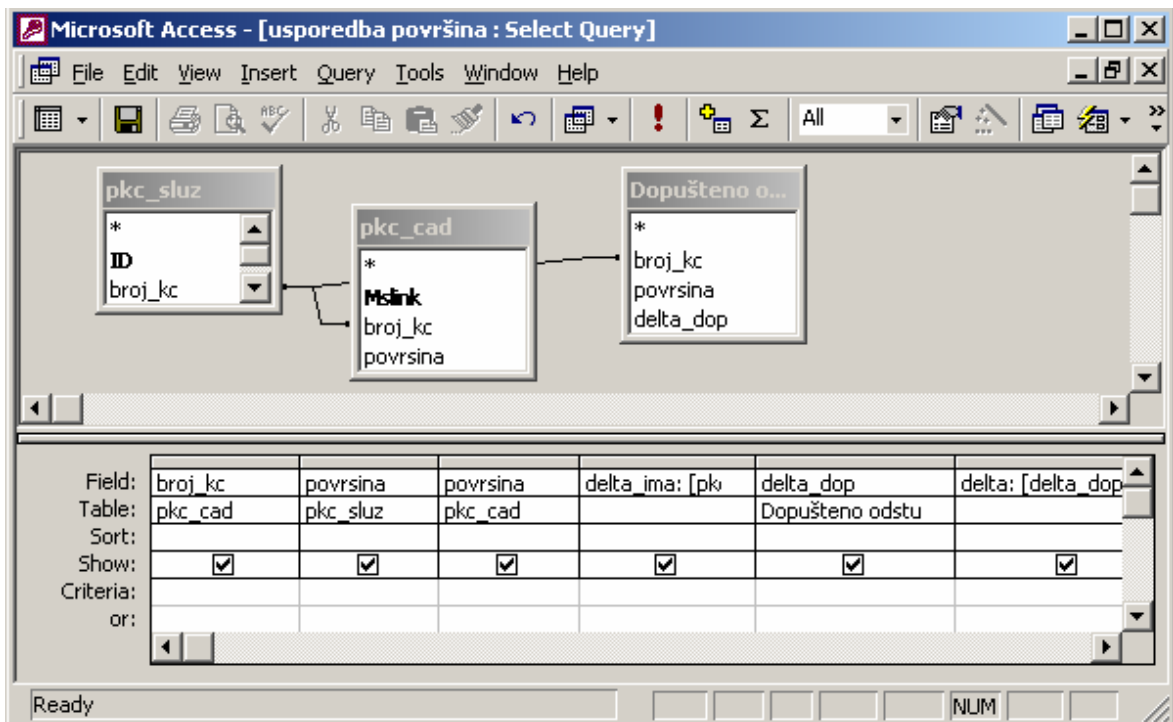 Microsoft Access - [usporedba površina : Select Query]
File Edit View Insert Query Tools Window Help
ABC Σ All
pkc_sluz
*
ID
broj_kc
pkc_cad
*
Mslink
broj_kc
povrsina
Dopušteno o...
*
broj_kc
povrsina
delta_dop
Field: broj_kc povrsina povrsina delta_ima: [pk delta_dop delta: [delta_dop
Table: pkc_cad pkc_sluz pkc_cad Dopušteno odstu
Sort:
Show:
Criteria:
or:
Ready NUM